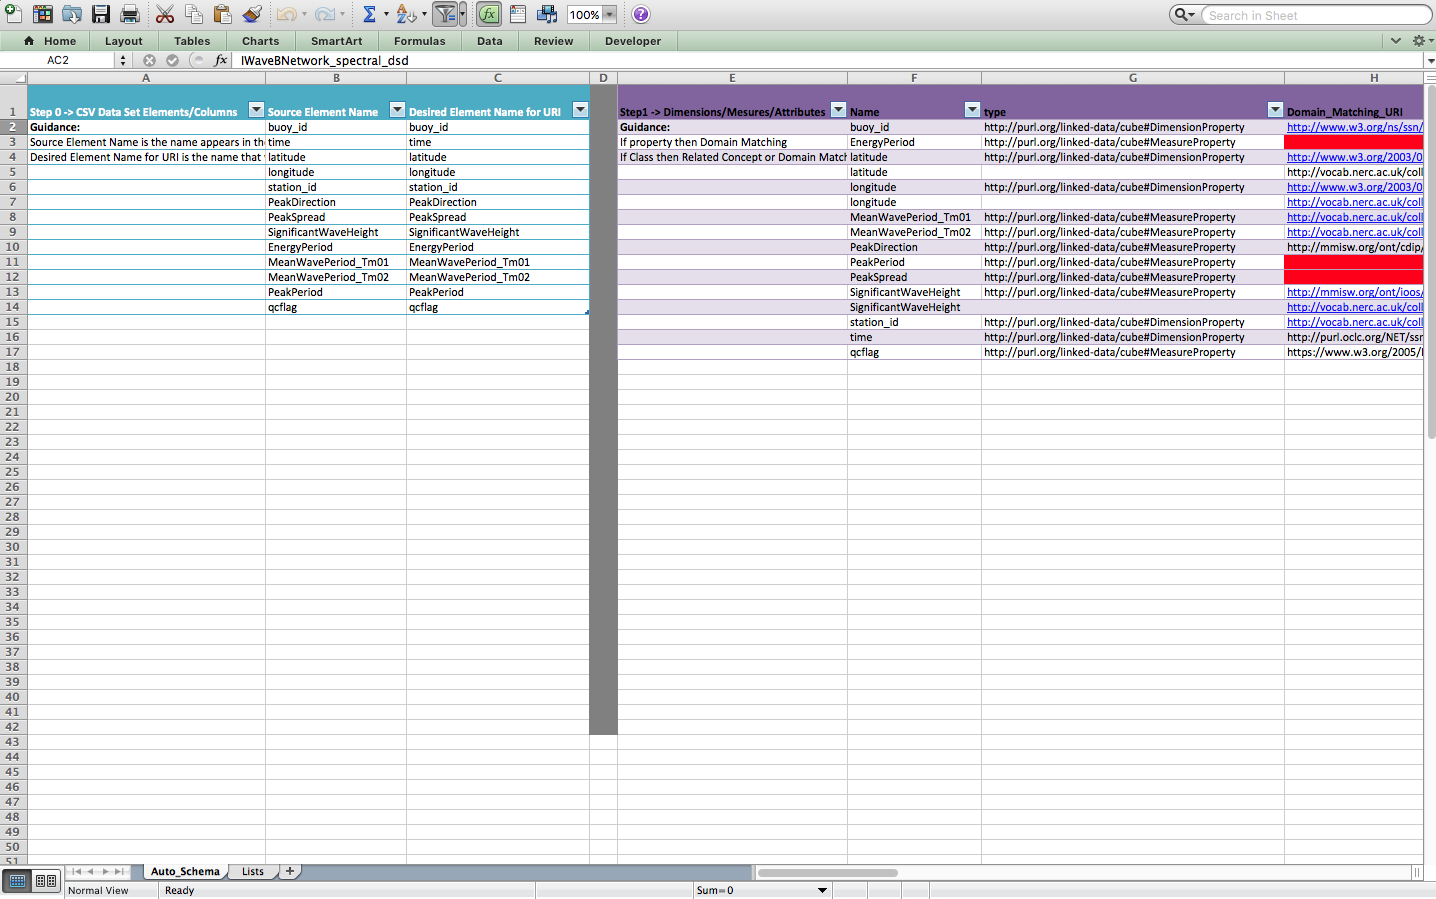 100%
Search in Sheet
Home Layout Tables Charts SmartArt Formulas Data Review Developer
AC2 fx IWaveBNetwork_spectral_dsd
A B C D E F G H
1 Step 0 -> CSV Data Set Elements/Columns Source Element Name Desired Element Name for URI Step1 -> Dimensions/Mesures/Attributes Name type Domain_Matching_URI
2 Guidance: buoy_id buoy_id Guidance: buoy_id http://purl.org/linked-data/cube#DimensionProperty http://www.w3.org/ns/ssn/
3 Source Element Name is the name appears in the time time If property then Domain Matching EnergyPeriod http://purl.org/linked-data/cube#MeasureProperty
4 Desired Element Name for URI is the name that latitude latitude If Class then Related Concept or Domain Match latitude http://purl.org/linked-data/cube#DimensionProperty http://www.w3.org/2003/0
5 longitude longitude latitude http://vocab.nerc.ac.uk/coll
6 station_id station_id longitude http://purl.org/linked-data/cube#DimensionProperty http://www.w3.org/2003/0
7 PeakDirection PeakDirection longitude http://vocab.nerc.ac.uk/coll
8 PeakSpread PeakSpread MeanWavePeriod_Tm01 http://purl.org/linked-data/cube#MeasureProperty http://vocab.nerc.ac.uk/coll
9 SignificantWaveHeight SignificantWaveHeight MeanWavePeriod_Tm02 http://purl.org/linked-data/cube#MeasureProperty http://vocab.nerc.ac.uk/coll
10 EnergyPeriod EnergyPeriod PeakDirection http://purl.org/linked-data/cube#MeasureProperty http://mmisw.org/ont/cdip/
11 MeanWavePeriod_Tm01 MeanWavePeriod_Tm01 PeakPeriod http://purl.org/linked-data/cube#MeasureProperty
12 MeanWavePeriod_Tm02 MeanWavePeriod_Tm02 PeakSpread http://purl.org/linked-data/cube#MeasureProperty
13 PeakPeriod PeakPeriod SignificantWaveHeight http://purl.org/linked-data/cube#MeasureProperty http://mmisw.org/ont/ioos/
14 qcflag qcflag SignificantWaveHeight http://vocab.nerc.ac.uk/coll
15 station_id http://purl.org/linked-data/cube#DimensionProperty http://vocab.nerc.ac.uk/coll
16 time http://purl.org/linked-data/cube#DimensionProperty http://purl.oclc.org/NET/ssn
17 qcflag http://purl.org/linked-data/cube#MeasureProperty https://www.w3.org/2005/
18
19
20
21
22
23
24
25
26
27
28
29
30
31
32
33
34
35
36
37
38
39
40
41
42
43
44
45
46
47
48
49
50
51
Auto_Schema Lists
Normal View Ready Sum=0